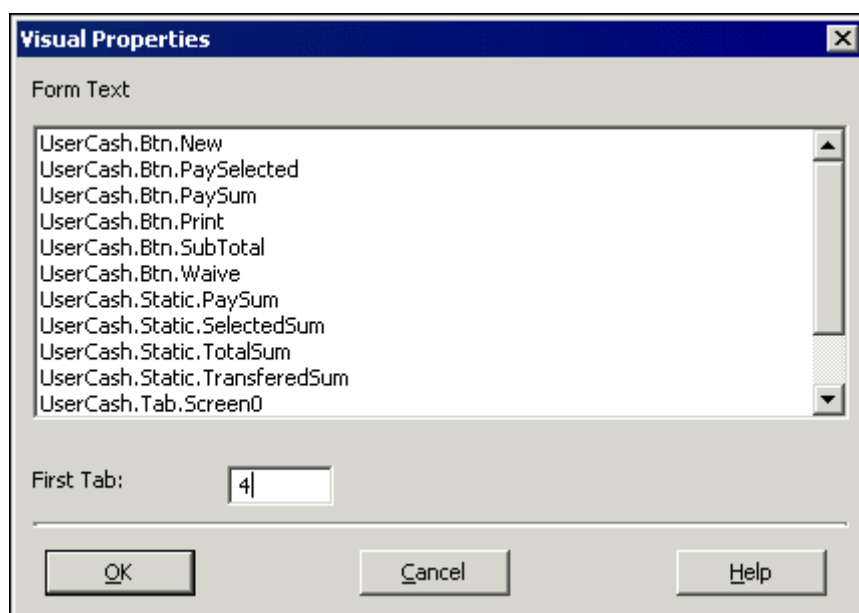 Visual Properties
Form Text
UserCash.Btn.New
UserCash.Btn.PaySelected
UserCash.Btn.PaySum
UserCash.Btn.Print
UserCash.Btn.SubTotal
UserCash.Btn.Waive
UserCash.Static.PaySum
UserCash.Static.SelectedSum
UserCash.Static.TotalSum
UserCash.Static.TransferedSum
UserCash.Tab.Screen0
First Tab: 4
OK Cancel Help